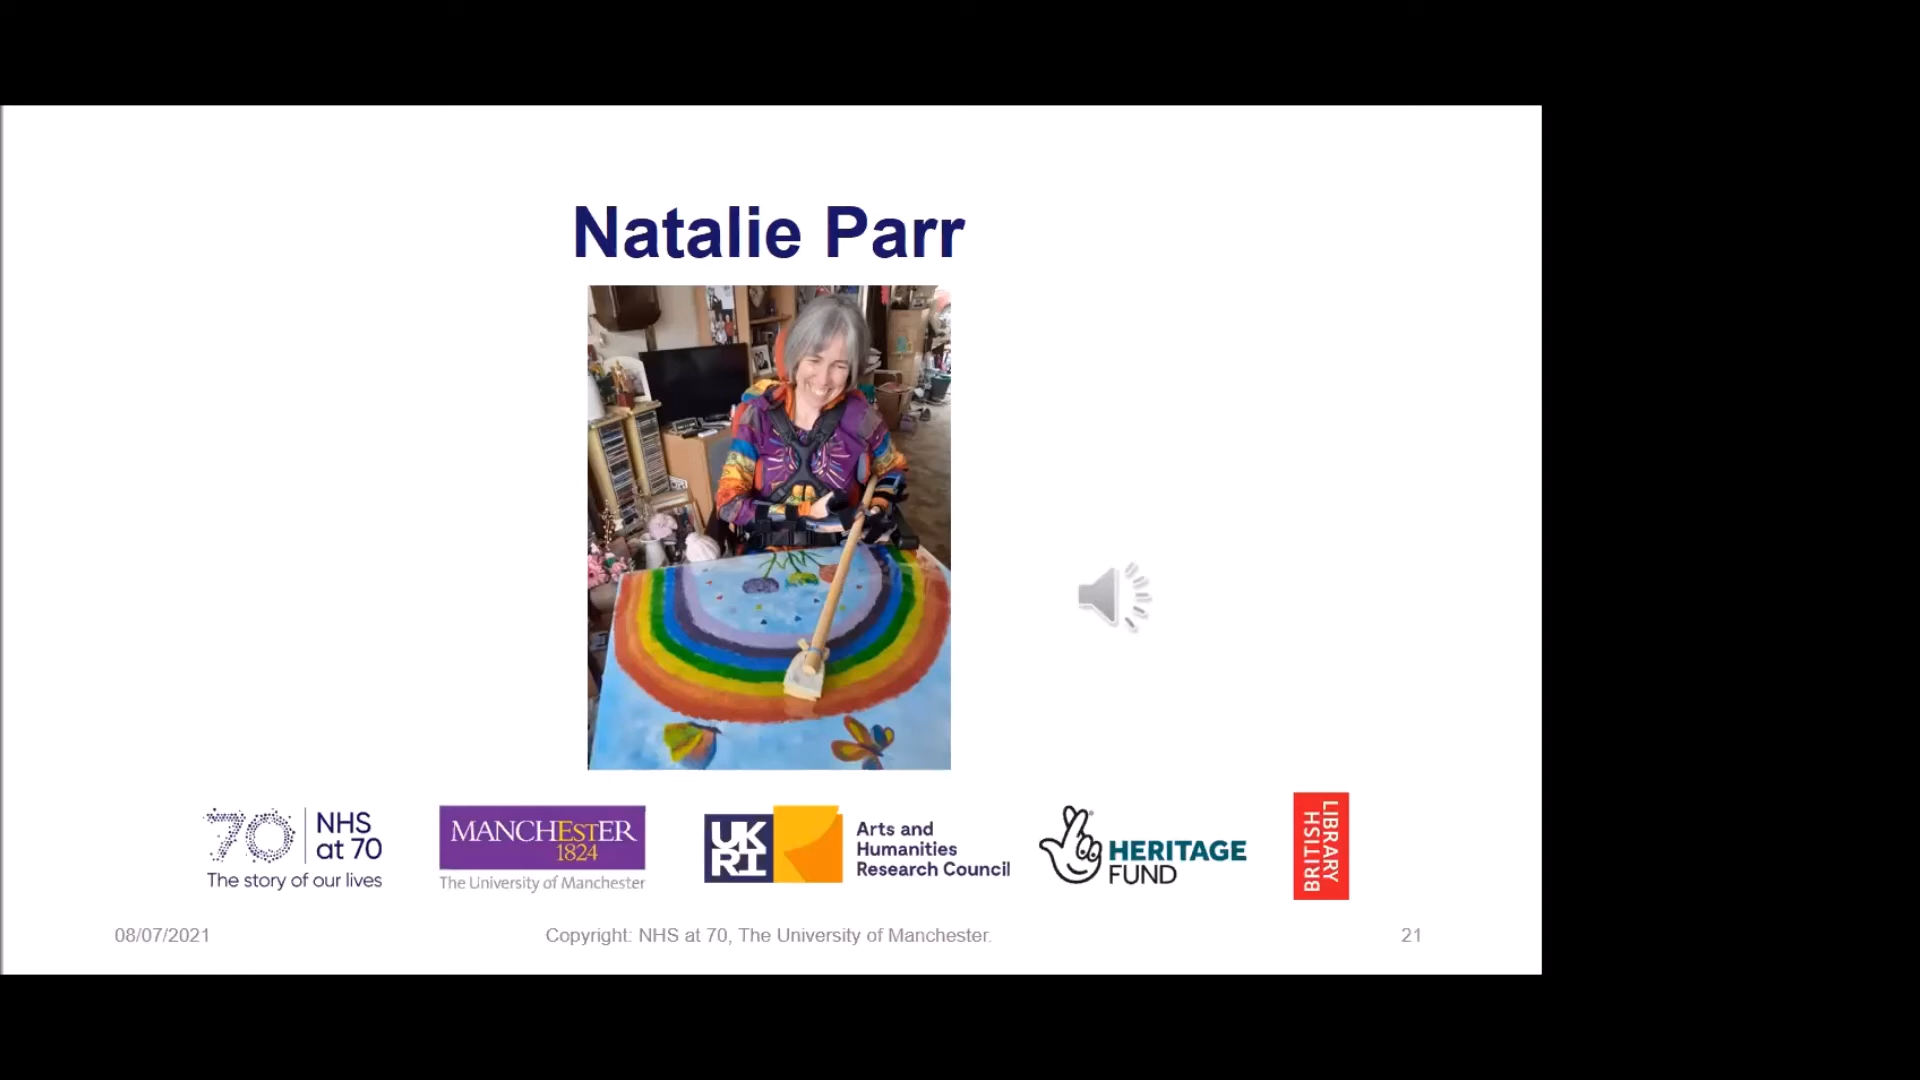 Natalie Parr
70
NHS
at 70
The story of our lives
MANCHESTER
1824
The University of Manchester
UK
RI
Arts and
Humanities
Research Council
HERITAGE
FUND
BRITISH
LIBRARY
08/07/2021
Copyright: NHS at 70, The University of Manchester.
21